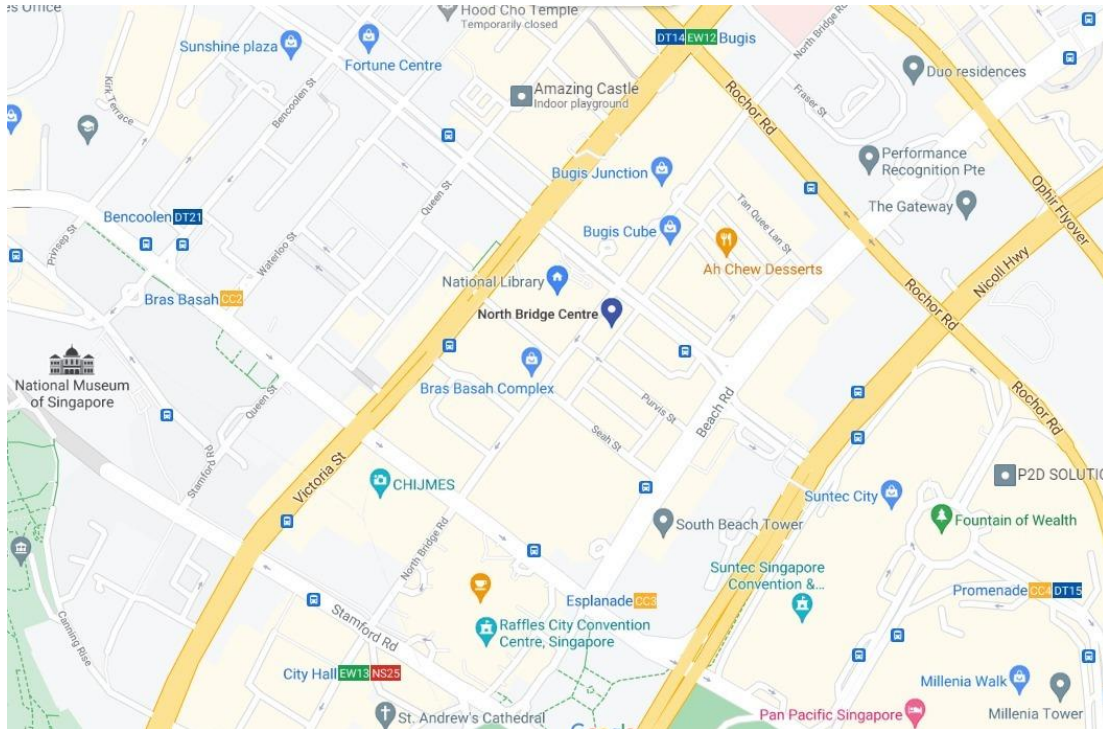 es Office
Hood Cho Temple
Temporarily closed
Sunshine plaza
Fortune Centre
DT14 EW12 Bugis
North Bridge Rd
Duo residences
Kirk Terrace
Bencoolen St
Amazing Castle
Indoor playground
Rochor Rd
Fraser St
Performance
Recognition Pte
Bugis Junction
Ophir Flyover
The Gateway
Queen St
Tan Quee Lan St
Bencoolen DT21
Bugis Cube
Prinsep St
Waterloo St
Ah Chew Desserts
Nicoll Hwy
National Library
Bras Basah CC2
North Bridge Centre
Rochor Rd
National Museum
of Singapore
Bras Basah Complex
Queen St
Purvis St
Beach Rd
Rochor Rd
Seah St
Stamford Rd
Victoria St
CHIJMES
P2D SOLUTIO
Suntec City
South Beach Tower
Fountain of Wealth
North Bridge Rd
Suntec Singapore
Convention &...
Esplanade CC3
Promenade CC4 DT15
Canning Rise
Stamford Rd
Raffles City Convention
Centre, Singapore
City Hall EW13 NS25
Millenia Walk
St. Andrew's Cathedral
Pan Pacific Singapore
Millenia Tower